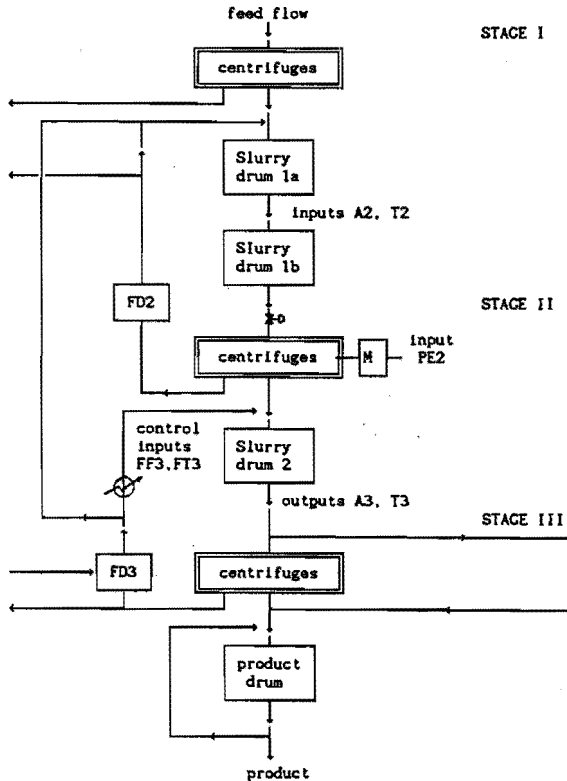 feed flow
STAGE I
centrifuges
Slurry
drum 1a
inputs A2, T2
Slurry
drum 1b
FD2
STAGE II
D
centrifuges
M
input
PE2
control
inputs
FF3,FT3
Slurry
drum 2
outputs A3, T3
STAGE III
FD3
centrifuges
product
drum
product